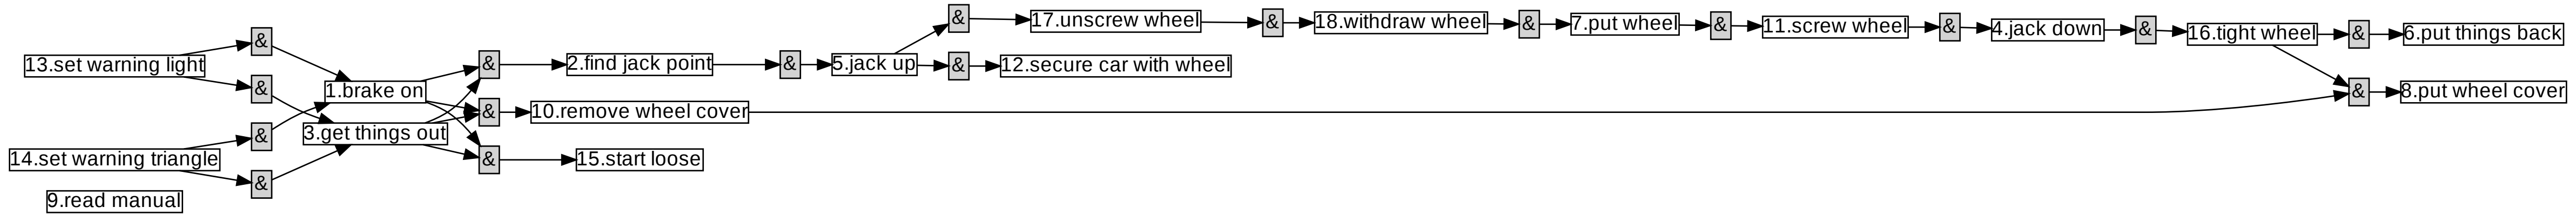 13.set warning light
14.set warning triangle
9.read manual
&
&
&
&
1.brake on
3.get things out
&
&
&
2.find jack point
10.remove wheel cover
15.start loose
&
5.jack up
&
&
17.unscrew wheel
12.secure car with wheel
&
18.withdraw wheel
&
7.put wheel
&
11.screw wheel
&
4.jack down
&
16.tight wheel
&
&
6.put things back
8.put wheel cover